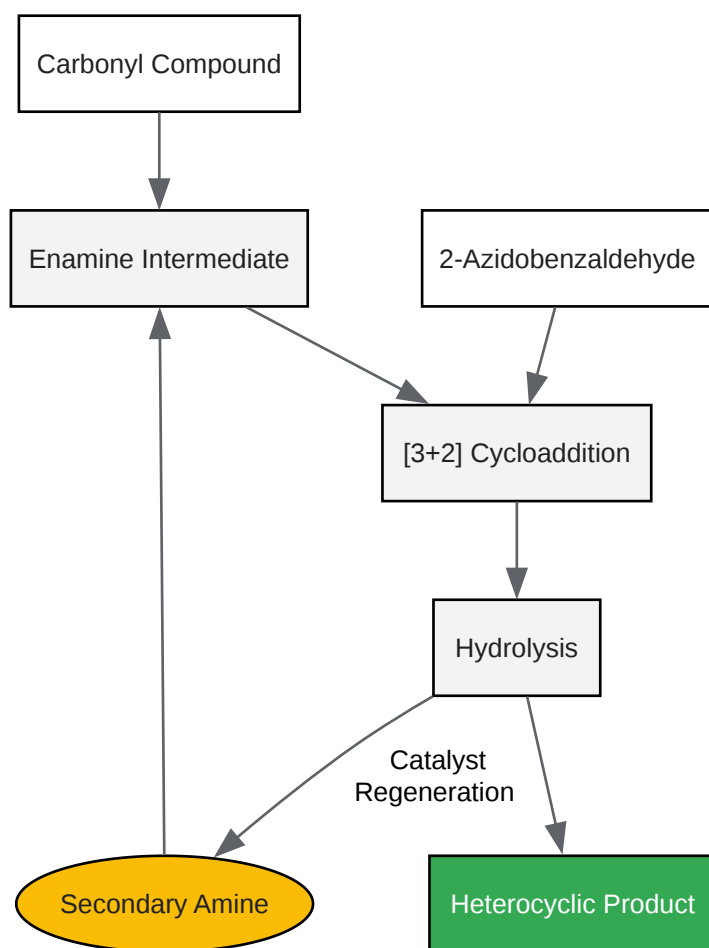 Carbonyl Compound
Enamine Intermediate
2-Azidobenzaldehyde
[3+2] Cycloaddition
Hydrolysis
Catalyst
Regeneration
Secondary Amine
Heterocyclic Product